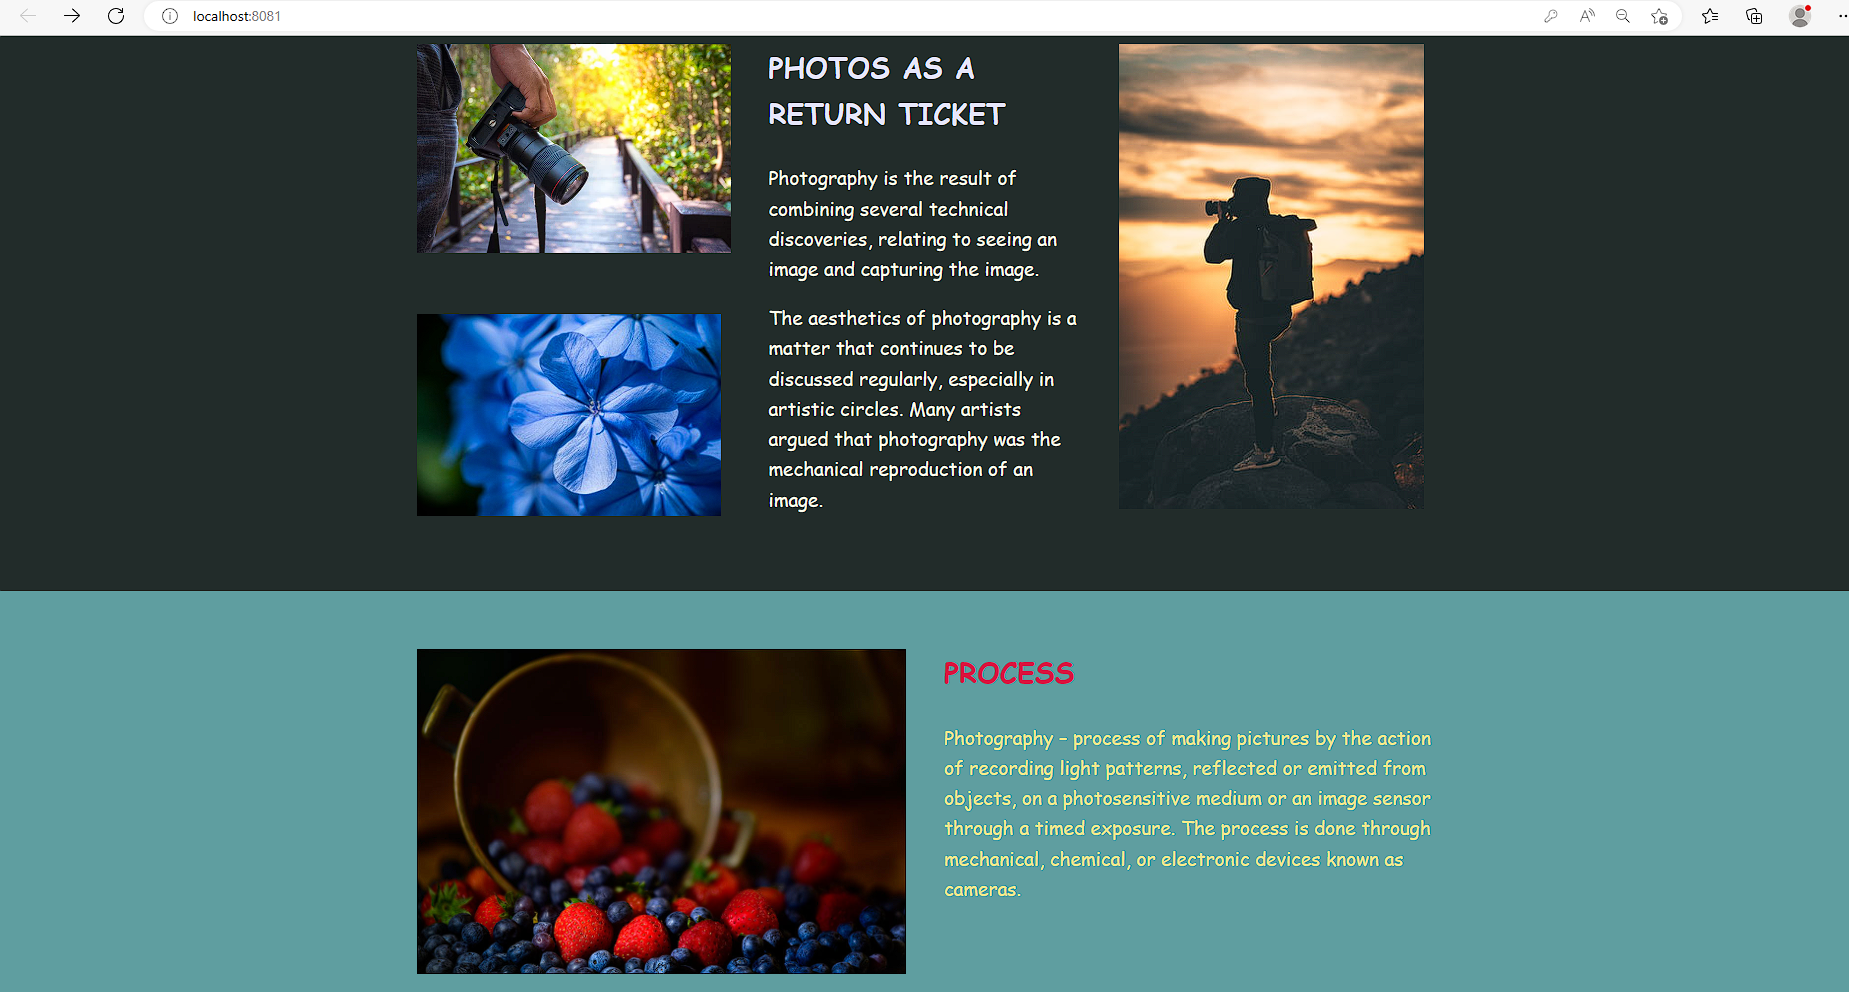 localhost:8081
PHOTOS AS A
RETURN TICKET
Photography is the result of
combining several technical
discoveries, relating to seeing an
image and capturing the image.
The aesthetics of photography is a
matter that continues to be
discussed regularly, especially in
artistic circles. Many artists
argued that photography was the
mechanical reproduction of an
image.
PROCESS
Photography – process of making pictures by the action
of recording light patterns, reflected or emitted from
objects, on a photosensitive medium or an image sensor
through a timed exposure. The process is done through
mechanical, chemical, or electronic devices known as
cameras.